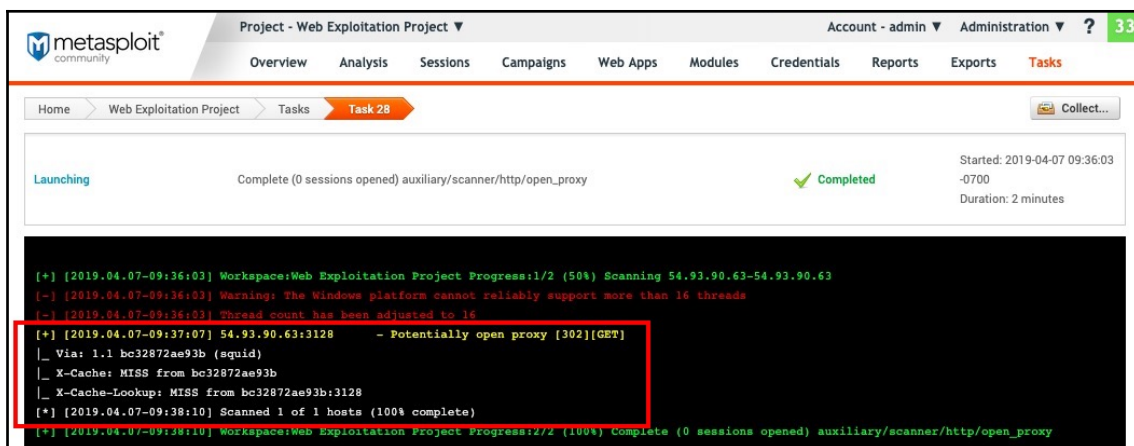 metasploit®
community
Project - Web Exploitation Project ▼
Account - admin ▼ Administration ▼ ? 33
Overview Analysis Sessions Campaigns Web Apps Modules Credentials Reports Exports Tasks
Home Web Exploitation Project Tasks Task 28
Collect...
Launching Complete (0 sessions opened) auxiliary/scanner/http/open_proxy Completed
Started: 2019-04-07 09:36:03
-0700
Duration: 2 minutes
[+] [2019.04.07-09:36:03] Workspace:Web Exploitation Project Progress:1/2 (50%) Scanning 54.93.90.63-54.93.90.63
[-] [2019.04.07-09:36:03] Warning: The Windows platform cannot reliably support more than 16 threads
[-] [2019.04.07-09:36:03] Thread count has been adjusted to 16
[+] [2019.04.07-09:37:07] 54.93.90.63:3128 - Potentially open proxy [302][GET]
|_ Via: 1.1 bc32872ae93b (squid)
|_ X-Cache: MISS from bc32872ae93b
|_ X-Cache-Lookup: MISS from bc32872ae93b:3128
[*] [2019.04.07-09:38:10] Scanned 1 of 1 hosts (100% complete)
[+] [2019.04.07-09:38:10] Workspace:Web Exploitation Project Progress:2/2 (100%) Complete (0 sessions opened) auxiliary/scanner/http/open_proxy